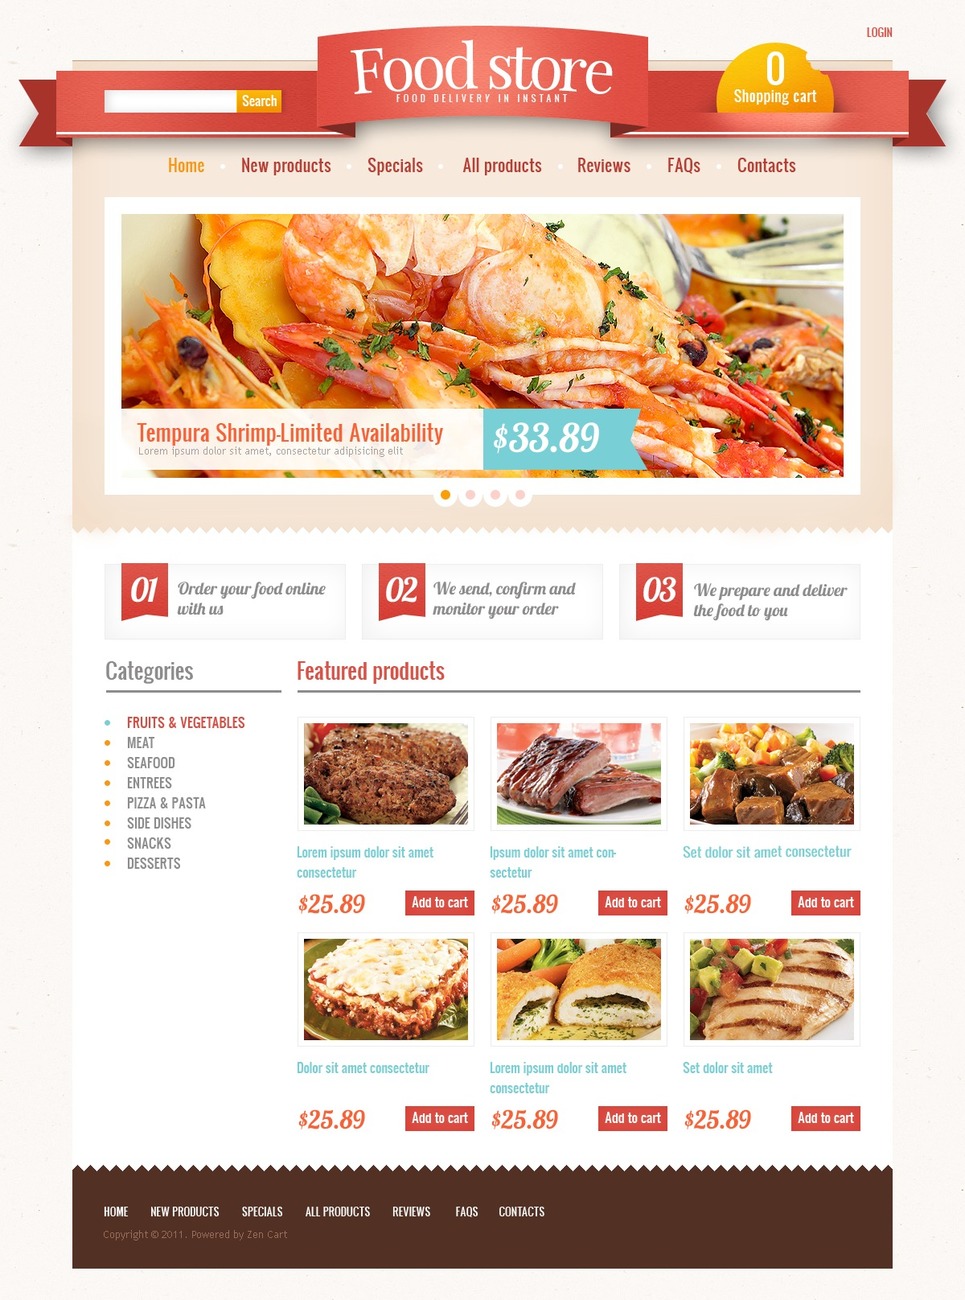 LOGIN
Food store
FOOD DELIVERY IN INSTANT
Search
0
Shopping cart
Home
New products
Specials
All products
Reviews
FAQs
Contacts
Tempura Shrimp-Limited Availability
Lorem ipsum dolor sit amet, consectetur adipisicing elit
$33.89
01
Order your food online
with us
02
We send, confirm and
monitor your order
03
We prepare and deliver
the food to you
Categories
FRUITS & VEGETABLES
MEAT
SEAFOOD
ENTREES
PIZZA & PASTA
SIDE DISHES
SNACKS
DESSERTS
Featured products
Lorem ipsum dolor sit amet
consectetur
$25.89
Add to cart
Ipsum dolor sit amet con-
sectetur
$25.89
Add to cart
Set dolor sit amet consectetur
$25.89
Add to cart
Dolor sit amet consectetur
$25.89
Add to cart
Lorem ipsum dolor sit amet
consectetur
$25.89
Add to cart
Set dolor sit amet
$25.89
Add to cart
HOME
NEW PRODUCTS
SPECIALS
ALL PRODUCTS
REVIEWS
FAQS
CONTACTS
Copyright © 2011. Powered by Zen Cart